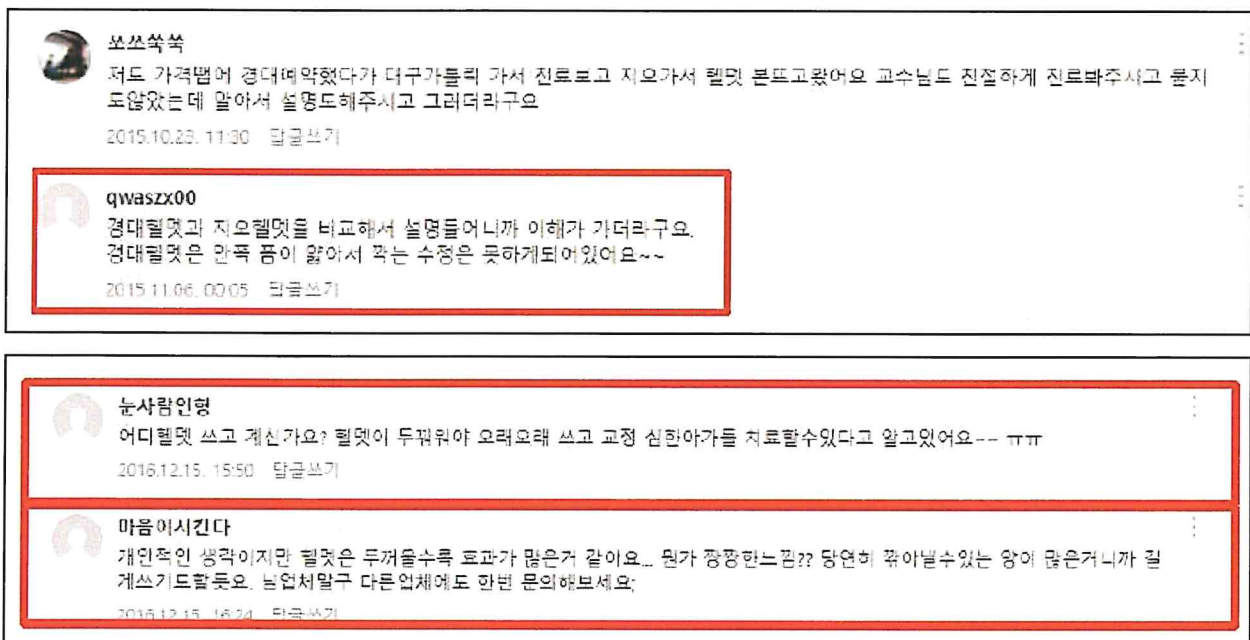 쏘쏘쑥쑥
저도 가격땜에 경대예약했다가 대구가톨릭 가서 진료보고 지오가서 헬멧 본뜨고왔어요 교수님도 친절하게 진료봐주시고 묻지
도않았는데 알아서 설명도해주시고 그러더라구요
2015.10.23. 11:30 답글쓰기
qwaszx00
경대헬멧과 지오헬멧을 비교해서 설명들어니까 이해가 가더라구요.
경대헬멧은 안쪽 폼이 얇아서 깍는 수정은 못하게되어있어요~~
2015.11.06. 00:05 답글쓰기
눈사람인형
어디헬멧 쓰고 계신가요? 헬멧이 두꺼워야 오래오래 쓰고 교정 심한아가들 치료할수있다고 알고있어요-- ㅠㅠ
2016.12.15. 15:50 답글쓰기
마음이시킨다
개인적인 생각이지만 헬멧은 두꺼울수록 효과가 많은거 같아요... 뭔가 짱짱한느낌?? 당연히 깎아낼수있는 양이 많은거니까 길
게쓰기도할듯요. 님업체말구 다른업체에도 한번 문의해보세요;
2016.12.15. 16:24 답글쓰기